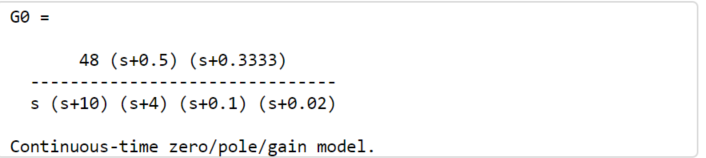 G0 =
48 (s+0.5) (s+0.3333)
-------------------------------
s (s+10) (s+4) (s+0.1) (s+0.02)
Continuous-time zero/pole/gain model.